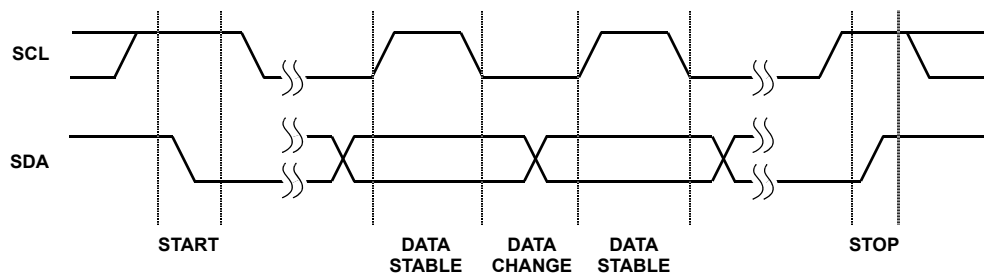 SCL
SDA
START
DATA
STABLE
DATA
CHANGE
DATA
STABLE
STOP